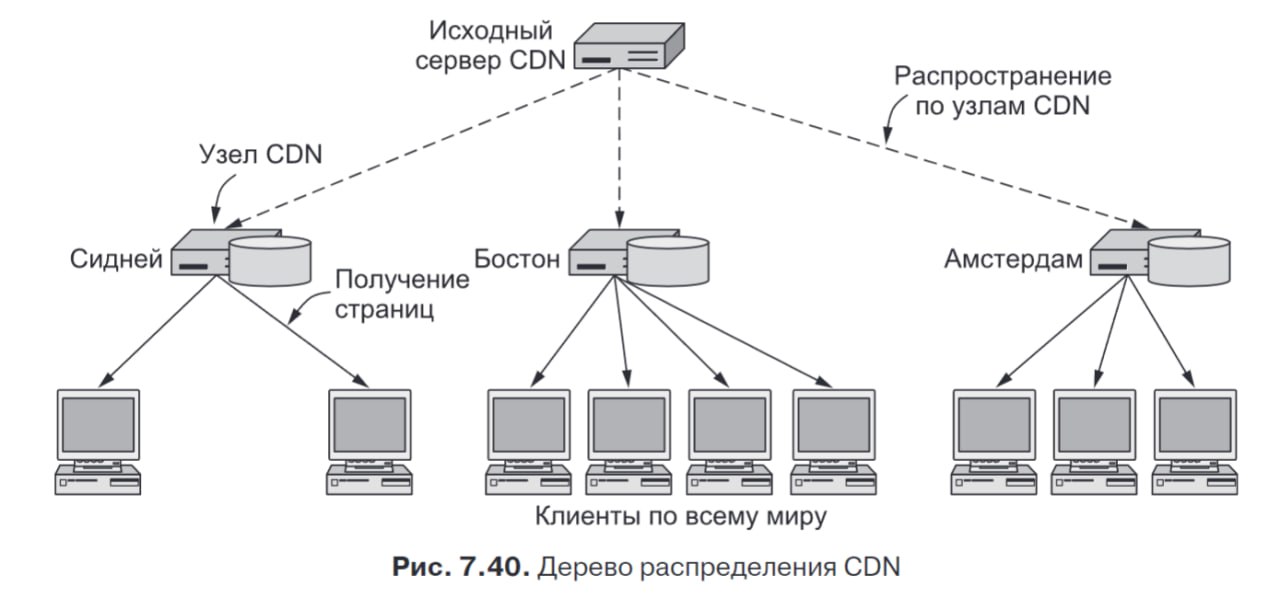 Исходный
сервер CDN
Распространение
по узлам CDN
Узел CDN
Сидней
Бостон
Амстердам
Получение
страниц
Клиенты по всему миру
Рис. 7.40. Дерево распределения CDN